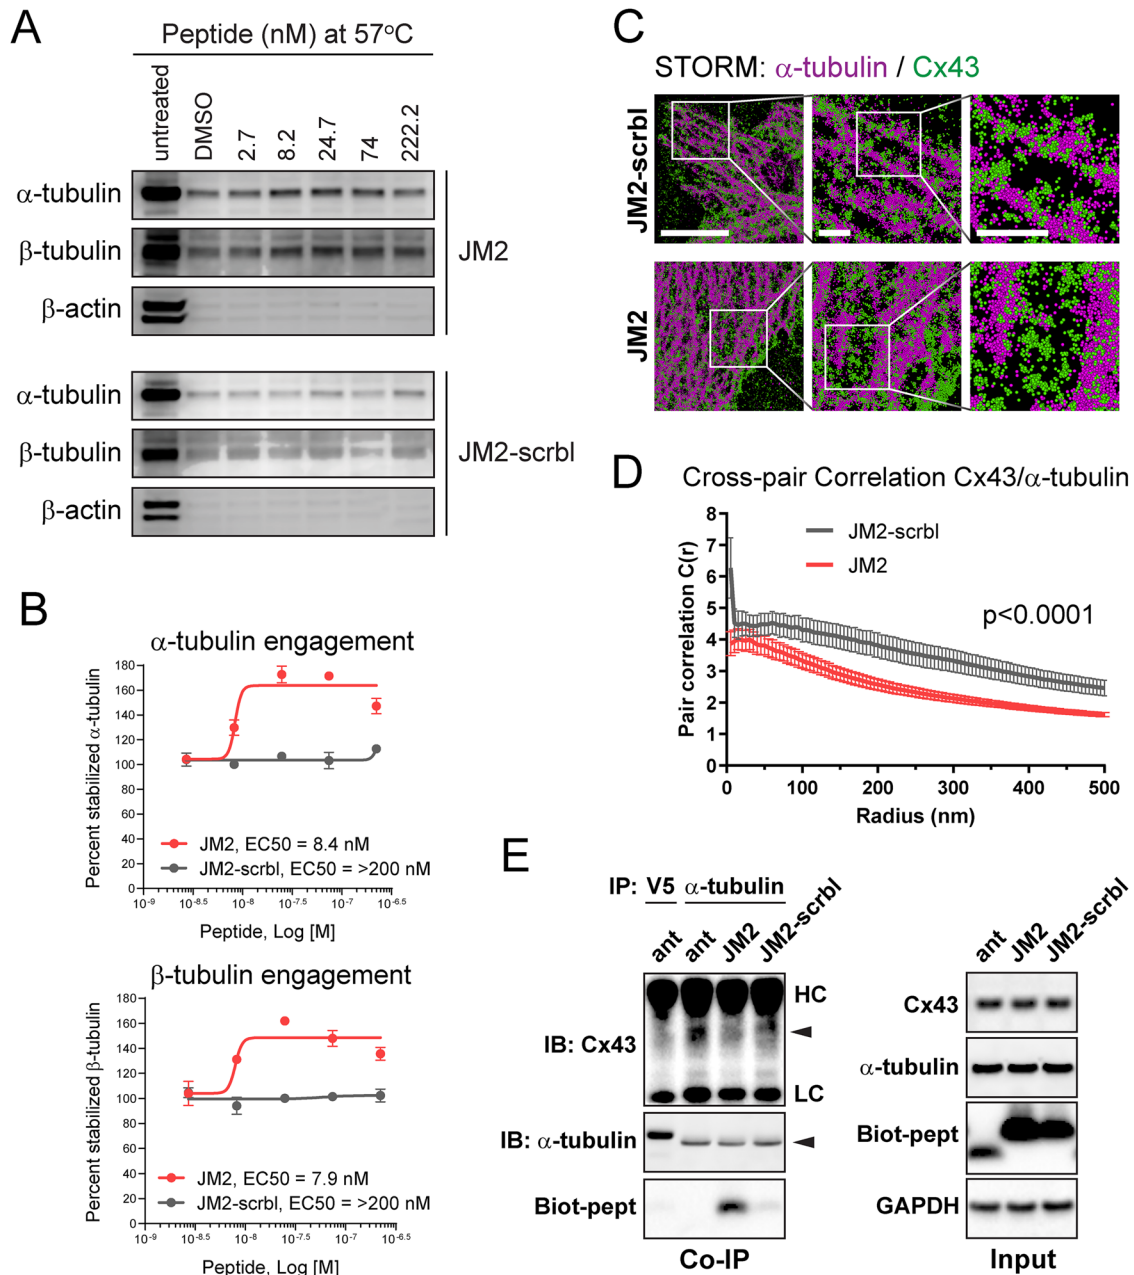 A
Peptide (nM) at 57°C
untreated
DMSO
2.7
8.2
24.7
74
222.2
α-tubulin
β-tubulin
β-actin
JM2
α-tubulin
β-tubulin
β-actin
JM2-scrbl
B
α-tubulin engagement
Percent stabilized α-tubulin
180
160
140
120
100
80
60
40
20
0
JM2, EC50 = 8.4 nM
JM2-scrbl, EC50 = >200 nM
10-9
10-8.5
10-8
10-7.5
10-7
10-6.5
Peptide, Log [M]
β-tubulin engagement
Percent stabilized β-tubulin
180
160
140
120
100
80
60
40
20
0
JM2, EC50 = 7.9 nM
JM2-scrbl, EC50 = >200 nM
10-9
10-8.5
10-8
10-7.5
10-7
10-6.5
Peptide, Log [M]
C
STORM: α-tubulin / Cx43
JM2-scrbl
JM2
D
Cross-pair Correlation Cx43/α-tubulin
Pair correlation C(r)
8
7
6
5
4
3
2
1
0
JM2-scrbl
JM2
p<0.0001
0
100
200
300
400
500
Radius (nm)
E
IP: V5 α-tubulin
ant
ant
JM2
JM2-scrbl
IB: Cx43
HC
LC
IB: α-tubulin
Biot-pept
Co-IP
ant
JM2
JM2-scrbl
Cx43
α-tubulin
Biot-pept
GAPDH
Input